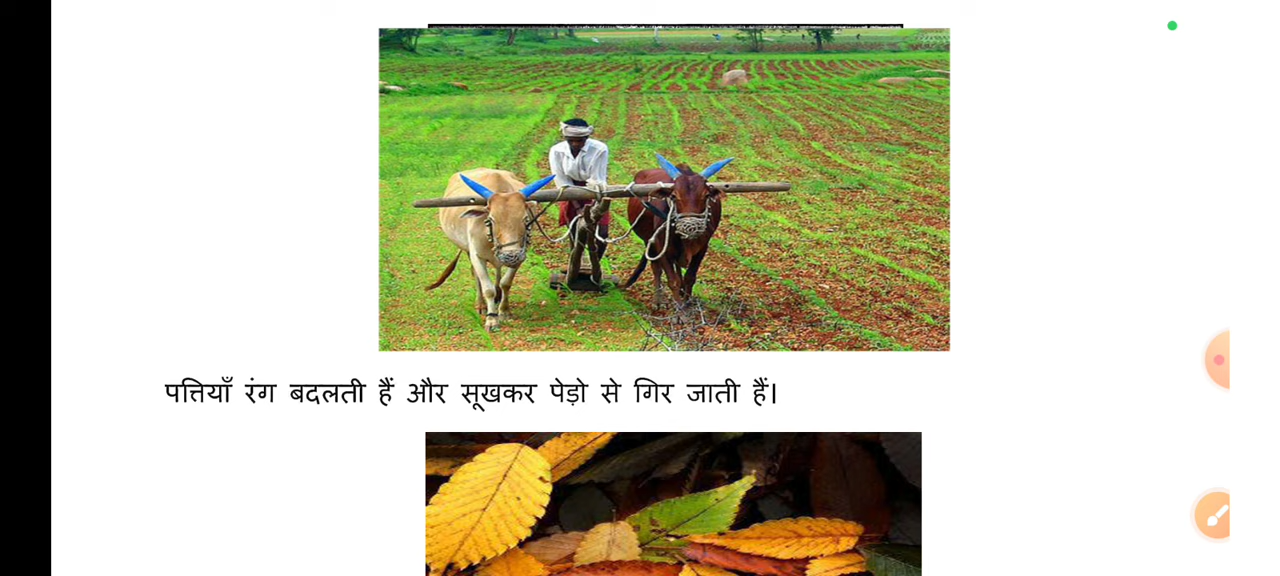 पत्तियाँ रंग बदलती हैं और सूखकर पेड़ो से गिर जाती हैं।